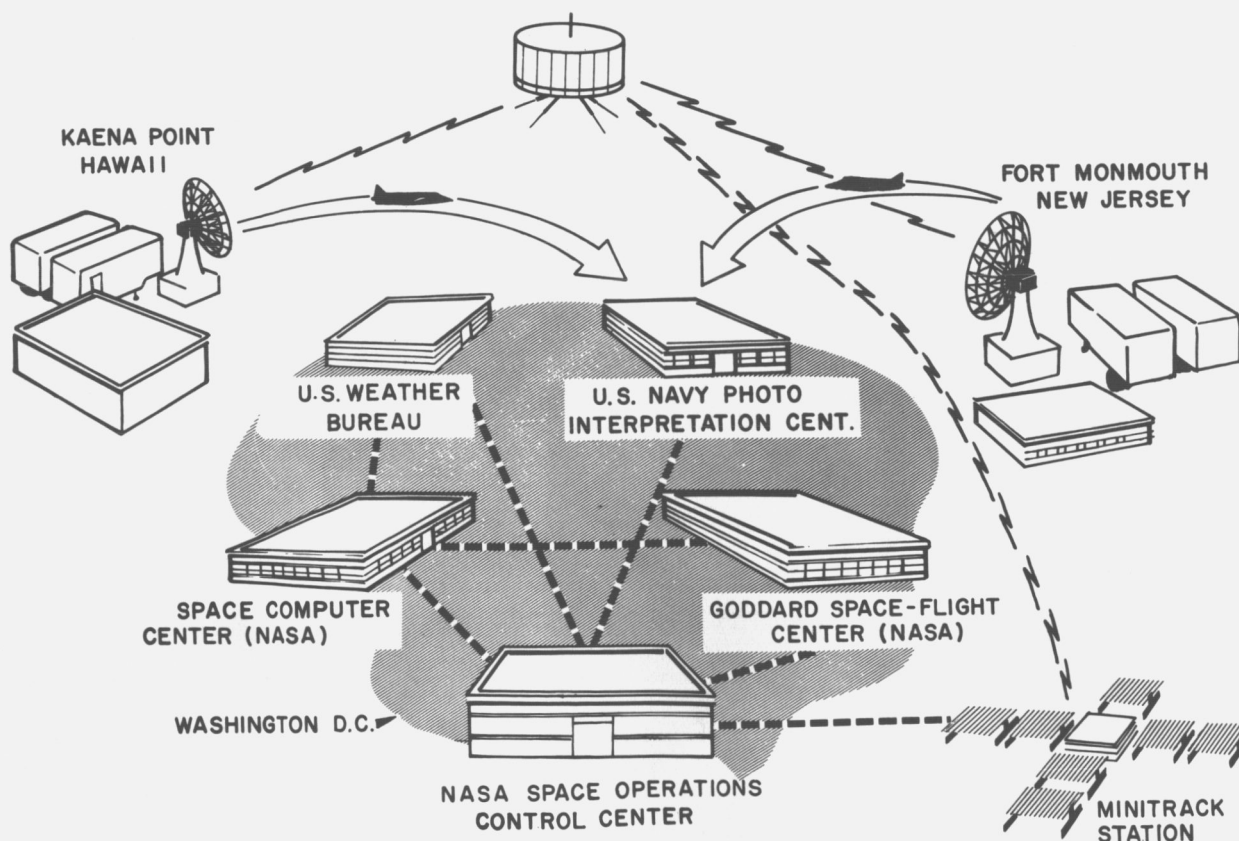 KAENA POINT
HAWAII
FORT MONMOUTH
NEW JERSEY
U.S. WEATHER
BUREAU
U.S. NAVY PHOTO
INTERPRETATION CENT.
SPACE COMPUTER
CENTER (NASA)
GODDARD SPACE-FLIGHT
CENTER (NASA)
WASHINGTON D.C.
NASA SPACE OPERATIONS
CONTROL CENTER
MINITRACK
STATION